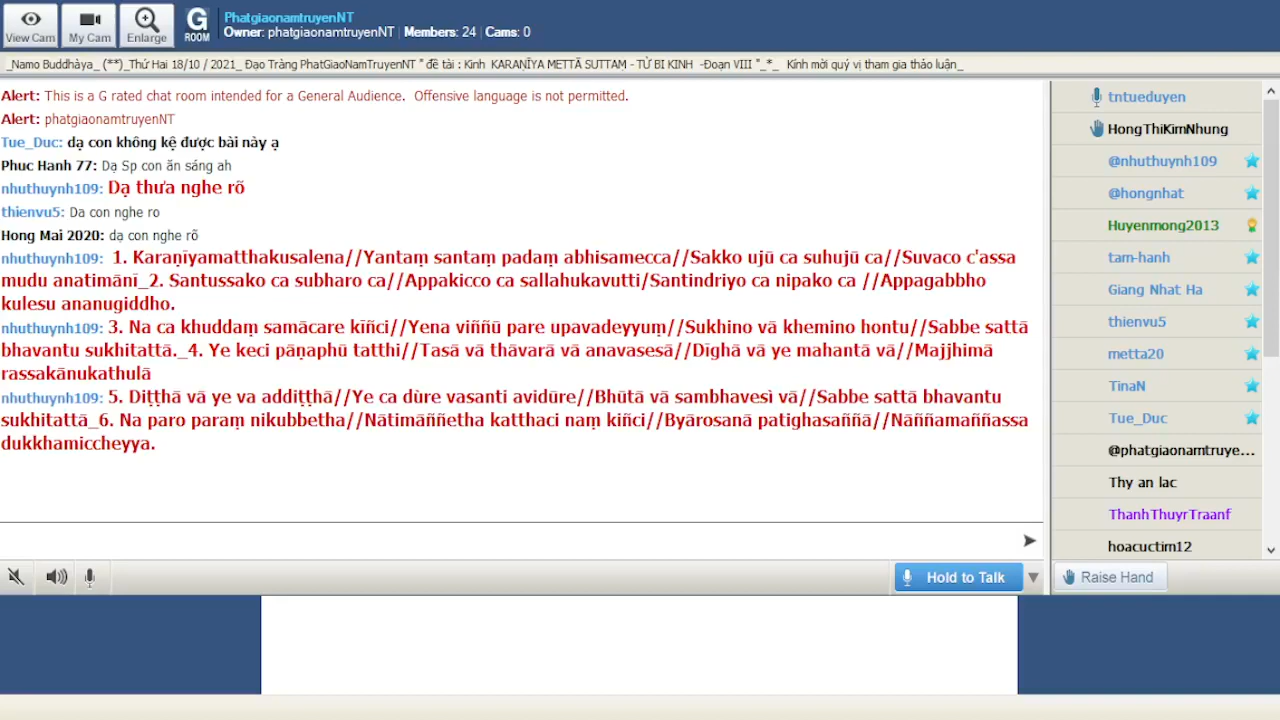 View Cam
My Cam
Enlarge
G
ROOM
PhatgiaonamtruyenNT
Owner: phatgiaonamtruyenNT | Members: 24 | Cams: 0
_Namo Buddhàya_ (**)_Thứ Hai 18/10 / 2021_ Đạo Tràng PhatGiaoNamTruyenNT " đề tài : Kinh KARAṆĪYA METTĀ SUTTAM - TỪ BI KINH -Đoạn VIII "_*_ Kính mời quý vị tham gia thảo luận_
Alert: This is a G rated chat room intended for a General Audience. Offensive language is not permitted.
Alert: phatgiaonamtruyenNT
Tue_Duc: dạ con không kệ được bài này ạ
Phuc Hanh 77: Dạ Sp con ăn sáng ah
nhuthuynh109: Dạ thưa nghe rõ
thienvu5: Da con nghe ro
Hong Mai 2020: dạ con nghe rõ
nhuthuynh109: 1. Karaṇīyamatthakusalena//Yantaṃ santaṃ padaṃ abhisamecca//Sakko ujū ca suhujū ca//Suvaco c'assa
mudu anatimānī_2. Santussako ca subharo ca//Appakicco ca sallahukavutti/Santindriyo ca nipako ca //Appagabbho
kulesu ananugiddho.
nhuthuynh109: 3. Na ca khuddaṃ samācare kīñci//Yena viññū pare upavadeyyuṃ//Sukhino vā khemino hontu//Sabbe sattā
bhavantu sukhitattā._4. Ye keci pāṇaphū tatthi//Tasā vā thāvarā vā anavasesā//Dīghā vā ye mahantā vā//Majjhimā
rassakānukathulā
nhuthuynh109: 5. Diṭṭhā vā ye va addiṭṭhā//Ye ca dùre vasanti avidūre//Bhūtā vā sambhavesì vā//Sabbe sattā bhavantu
sukhitattā_6. Na paro paraṃ nikubbetha//Nātimāññetha katthaci naṃ kiñci//Byārosanā patighasaññā//Nāññamaññassa
dukkhamiccheyya.
Hold to Talk
tntueduyen
HongThiKimNhung
@nhuthuynh109
@hongnhat
Huyenmong2013
tam-hanh
Giang Nhat Ha
thienvu5
metta20
TinaN
Tue_Duc
@phatgiaonamtruye...
Thy an lac
ThanhThuyrTraanf
hoacuctim12
Raise Hand